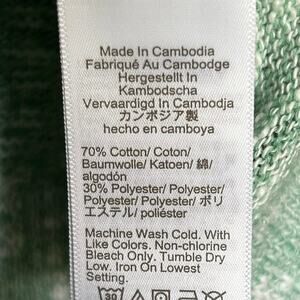 Made In Cambodia
Fabriqué Au Cambodge
Hergestellt In
Kambodscha
Vervaardigd In Cambodja
カンボジア製
hecho en camboya
70% Cotton/ Coton/
Baumwolle/ Katoen/ 綿/
algodón
30% Polyester/ Polyester/
Polyester/ Polyester/ ポリ
エステル/ poliéster
Machine Wash Cold. With
Like Colors. Non-chlorine
Bleach Only. Tumble Dry
Low. Iron On Lowest
Setting.
30